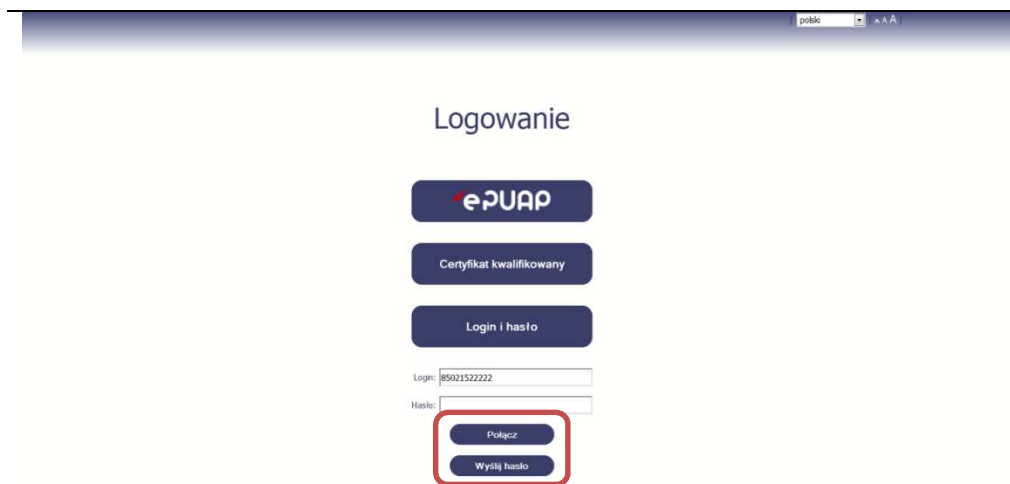 polski A A A
Logowanie
ePUAP
Certyfikat kwalifikowany
Login i hasło
Login: 85021522222
Hasło:
Połącz
Wyślij hasło